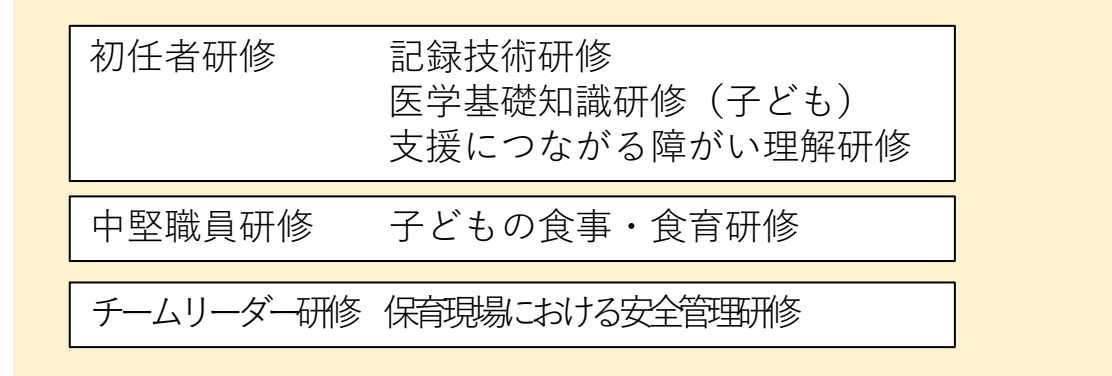 初任者研修　記録技術研修
医学基礎知識研修（子ども）
支援につながる障がい理解研修
中堅職員研修　子どもの食事・食育研修
チームリーダー研修　保育現場における安全管理研修